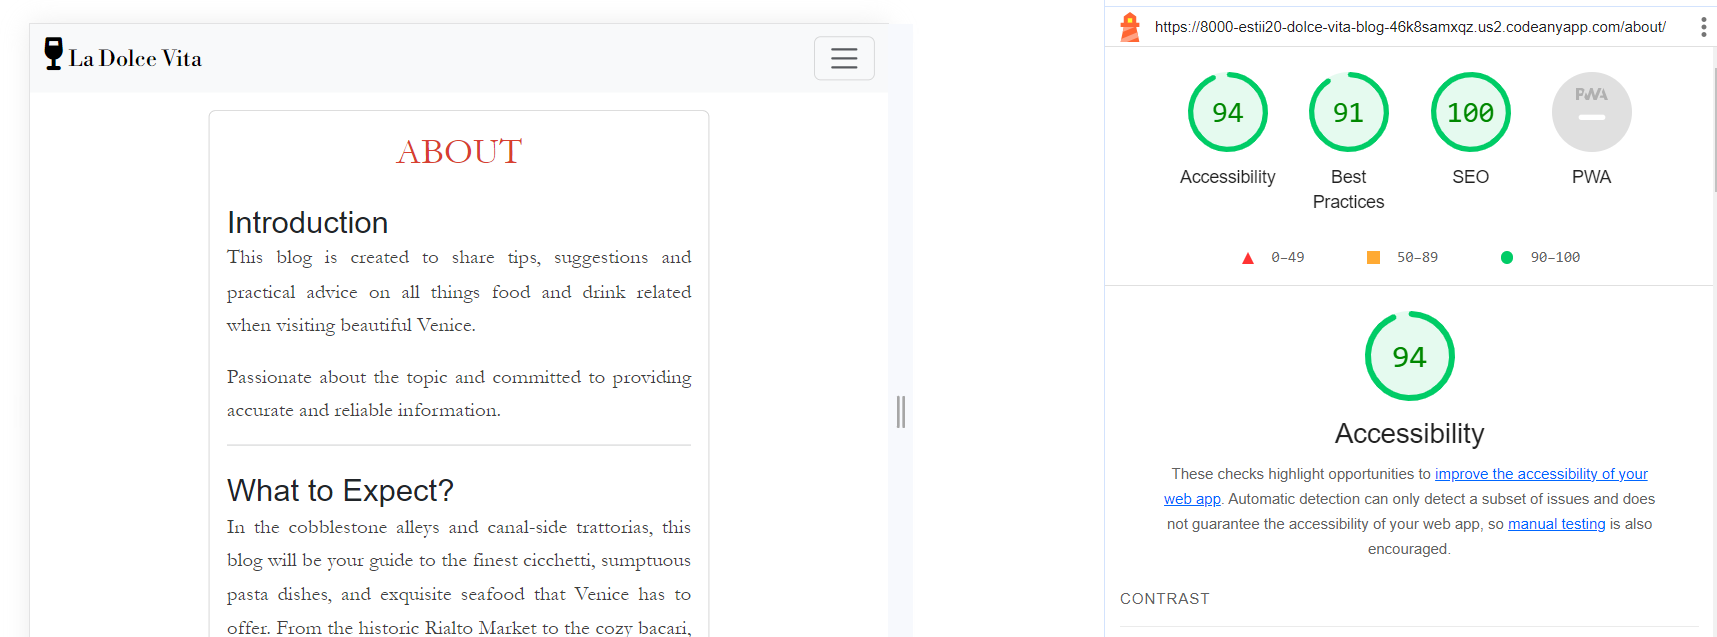 La Dolce Vita
ABOUT
Introduction
This blog is created to share tips, suggestions and
practical advice on all things food and drink related
when visiting beautiful Venice.
Passionate about the topic and committed to providing
accurate and reliable information.
What to Expect?
In the cobblestone alleys and canal-side trattorias, this
blog will be your guide to the finest cicchetti, sumptuous
pasta dishes, and exquisite seafood that Venice has to
offer. From the historic Rialto Market to the cozy bacari,
https://8000-estii20-dolce-vita-blog-46k8samxqz.us2.codeanyapp.com/about/
94
91
100
PWA
Accessibility
Best
Practices
SEO
PWA
0–49
50–89
90–100
94
Accessibility
These checks highlight opportunities to improve the accessibility of your
web app. Automatic detection can only detect a subset of issues and does
not guarantee the accessibility of your web app, so manual testing is also
encouraged.
CONTRAST